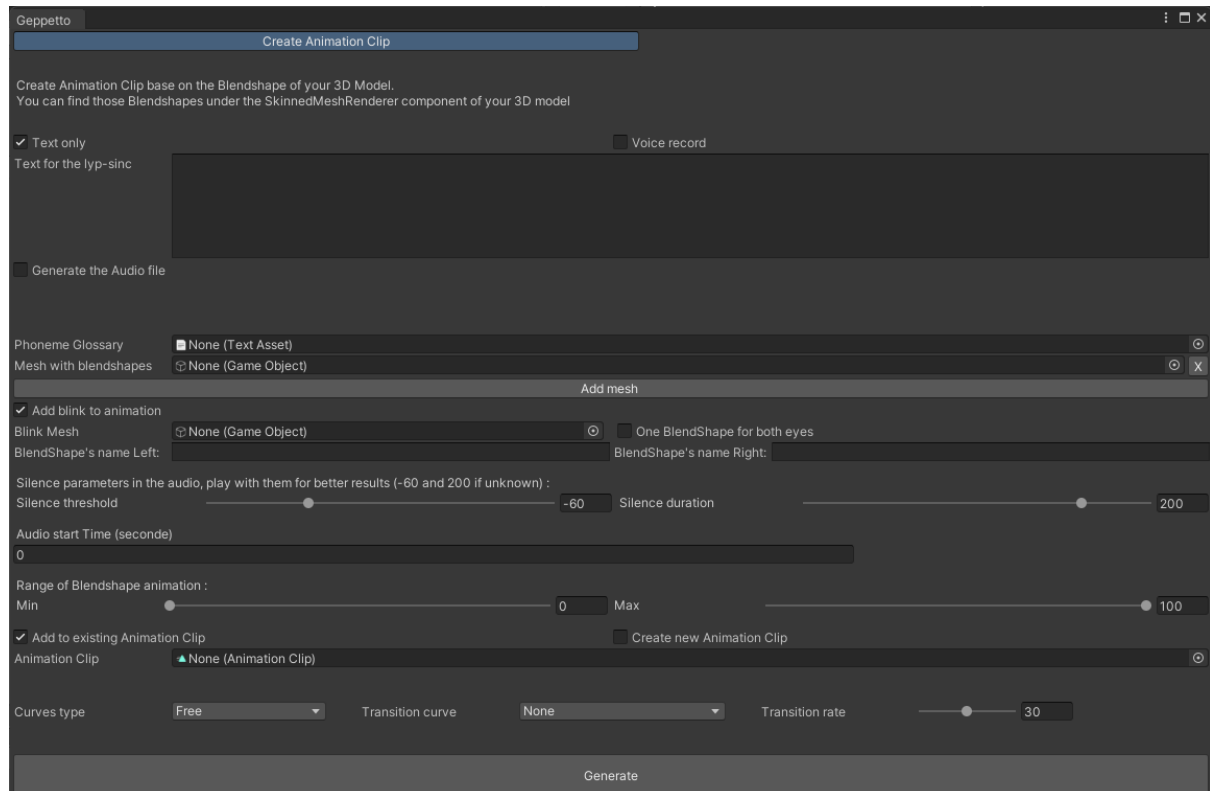 Geppetto
Create Animation Clip
Create Animation Clip base on the Blendshape of your 3D Model.
You can find those Blendshapes under the SkinnedMeshRenderer component of your 3D model
Text only Voice record
Text for the lyp-sinc
Generate the Audio file
Phoneme Glossary None (Text Asset)
Mesh with blendshapes None (Game Object) X
Add mesh
Add blink to animation
Blink Mesh None (Game Object) One BlendShape for both eyes
BlendShape's name Left: BlendShape's name Right:
Silence parameters in the audio, play with them for better results (-60 and 200 if unknown) :
Silence threshold -60 Silence duration 200
Audio start Time (seconde)
0
Range of Blendshape animation :
Min 0 Max 100
Add to existing Animation Clip Create new Animation Clip
Animation Clip None (Animation Clip)
Curves type Free Transition curve None Transition rate 30
Generate